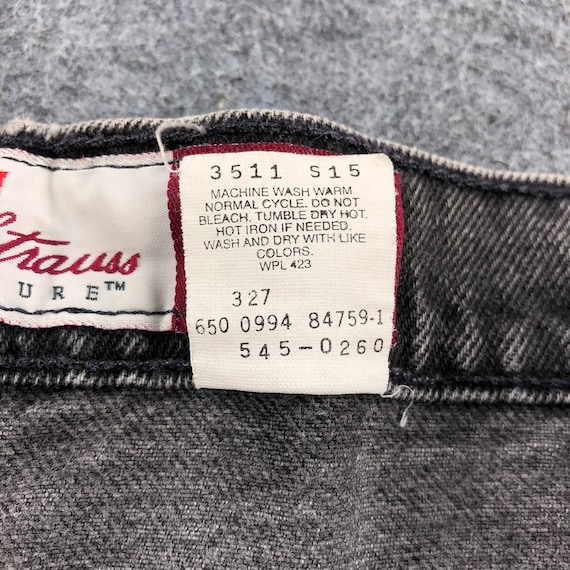 Strauss
URE™
3511 S15
MACHINE WASH WARM
NORMAL CYCLE. DO NOT
BLEACH. TUMBLE DRY HOT.
HOT IRON IF NEEDED.
WASH AND DRY WITH LIKE
COLORS.
WPL 423
327
650 0994 84759-1
545-0260